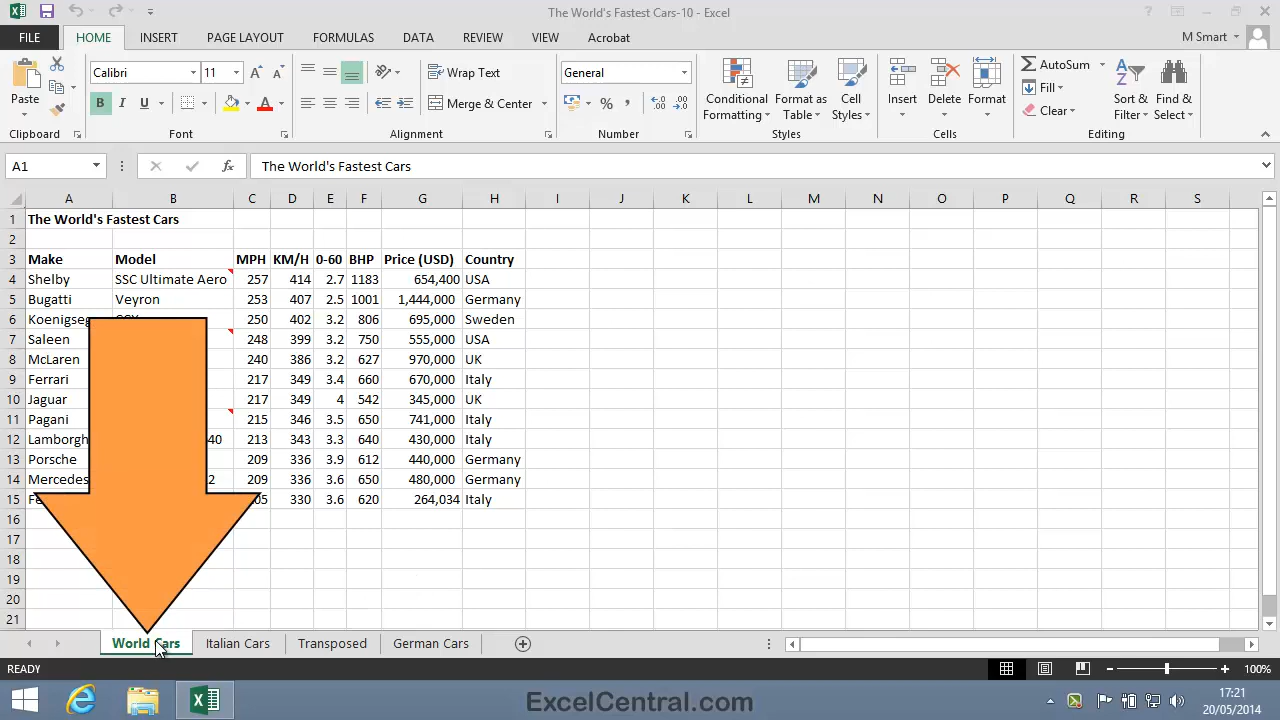 The World's Fastest Cars-10 - Excel
FILE HOME INSERT PAGE LAYOUT FORMULAS DATA REVIEW VIEW Acrobat M Smart
Calibri 11 Wrap Text General AutoSum
Paste B I U Merge & Center % , Conditional Formatting Format as Table Cell Styles Insert Delete Format Fill Clear Sort & Filter Find & Select
Clipboard Font Alignment Number Styles Cells Editing
A1 fx The World's Fastest Cars
A B C D E F G H I J K L M N O P Q R S
1 The World's Fastest Cars
2
3 Make Model MPH KM/H 0-60 BHP Price (USD) Country
4 Shelby SSC Ultimate Aero 257 414 2.7 1183 654,400 USA
5 Bugatti Veyron 253 407 2.5 1001 1,444,000 Germany
6 250 402 3.2 806 695,000 Sweden
7 Saleen 248 399 3.2 750 555,000 USA
8 McLaren 240 386 3.2 627 970,000 UK
9 Ferrari 217 349 3.4 660 670,000 Italy
10 Jaguar 217 349 4 542 345,000 UK
11 Pagani 215 346 3.5 650 741,000 Italy
12 Lamborgh 40 213 343 3.3 640 430,000 Italy
13 Porsche 209 336 3.9 612 440,000 Germany
14 Mercedes 2 209 336 3.6 650 480,000 Germany
15 330 3.6 620 264,034 Italy
16
17
18
19
20
21
World Cars Italian Cars Transposed German Cars
READY 100%
ExcelCentral.com 17:21
20/05/2014